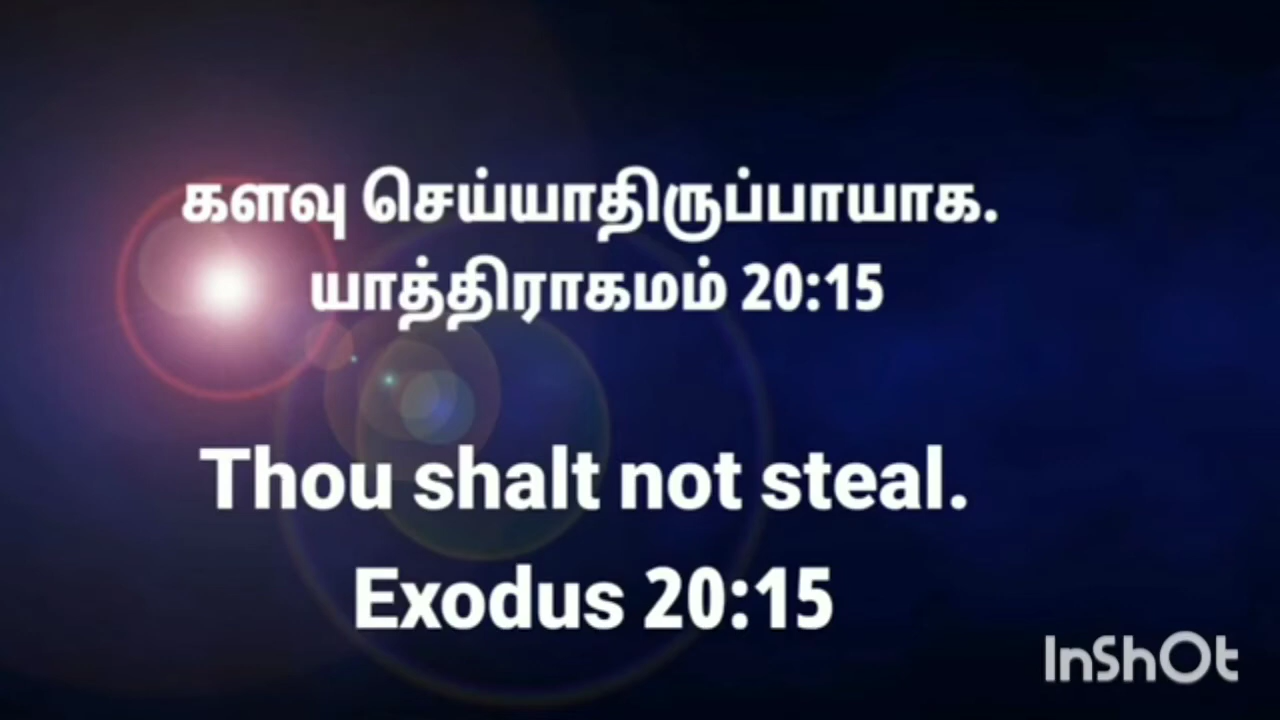 களவு செய்யாதிருப்பாயாக.
யாத்திராகமம் 20:15
Thou shalt not steal.
Exodus 20:15
InShOt